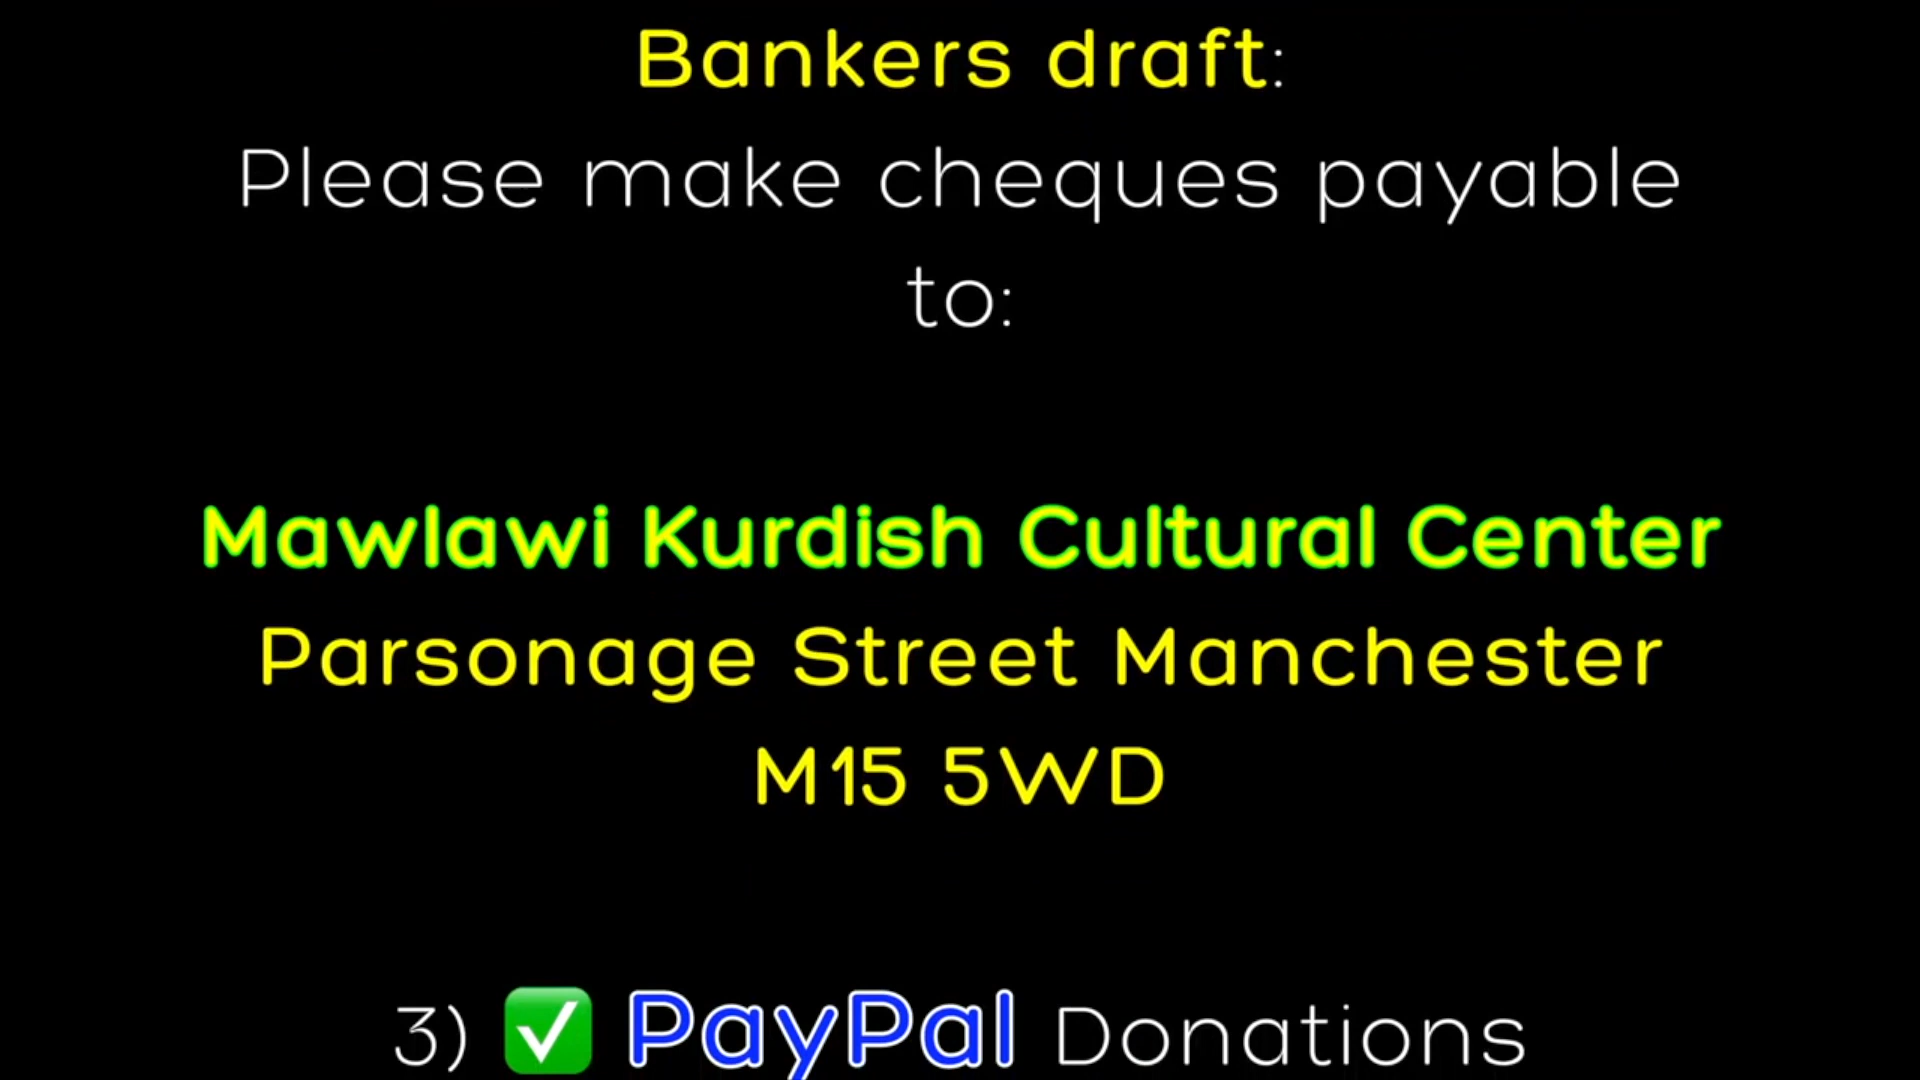 Bankers draft:
Please make cheques payable
to:
Mawlawi Kurdish Cultural Center
Parsonage Street Manchester
M15 5WD
3) ✅ PayPal Donations